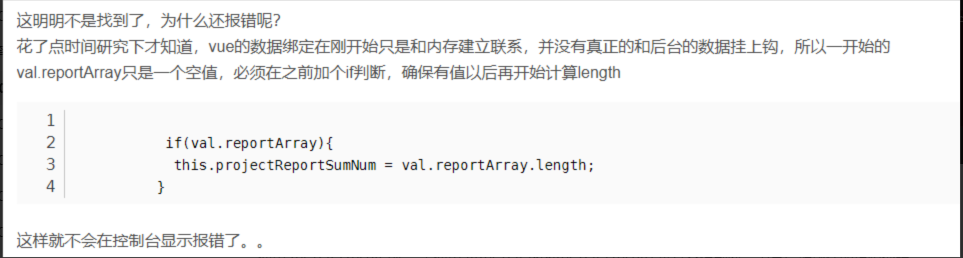 这明明不是找到了，为什么还报错呢？
花了点时间研究下才知道，vue的数据绑定在刚开始只是和内存建立联系，并没有真正的和后台的数据挂上钩，所以一开始的
val.reportArray只是一个空值，必须在之前加个if判断，确保有值以后再开始计算length
1
2 if(val.reportArray){
3 this.projectReportSumNum = val.reportArray.length;
4 }
这样就不会在控制台显示报错了。。